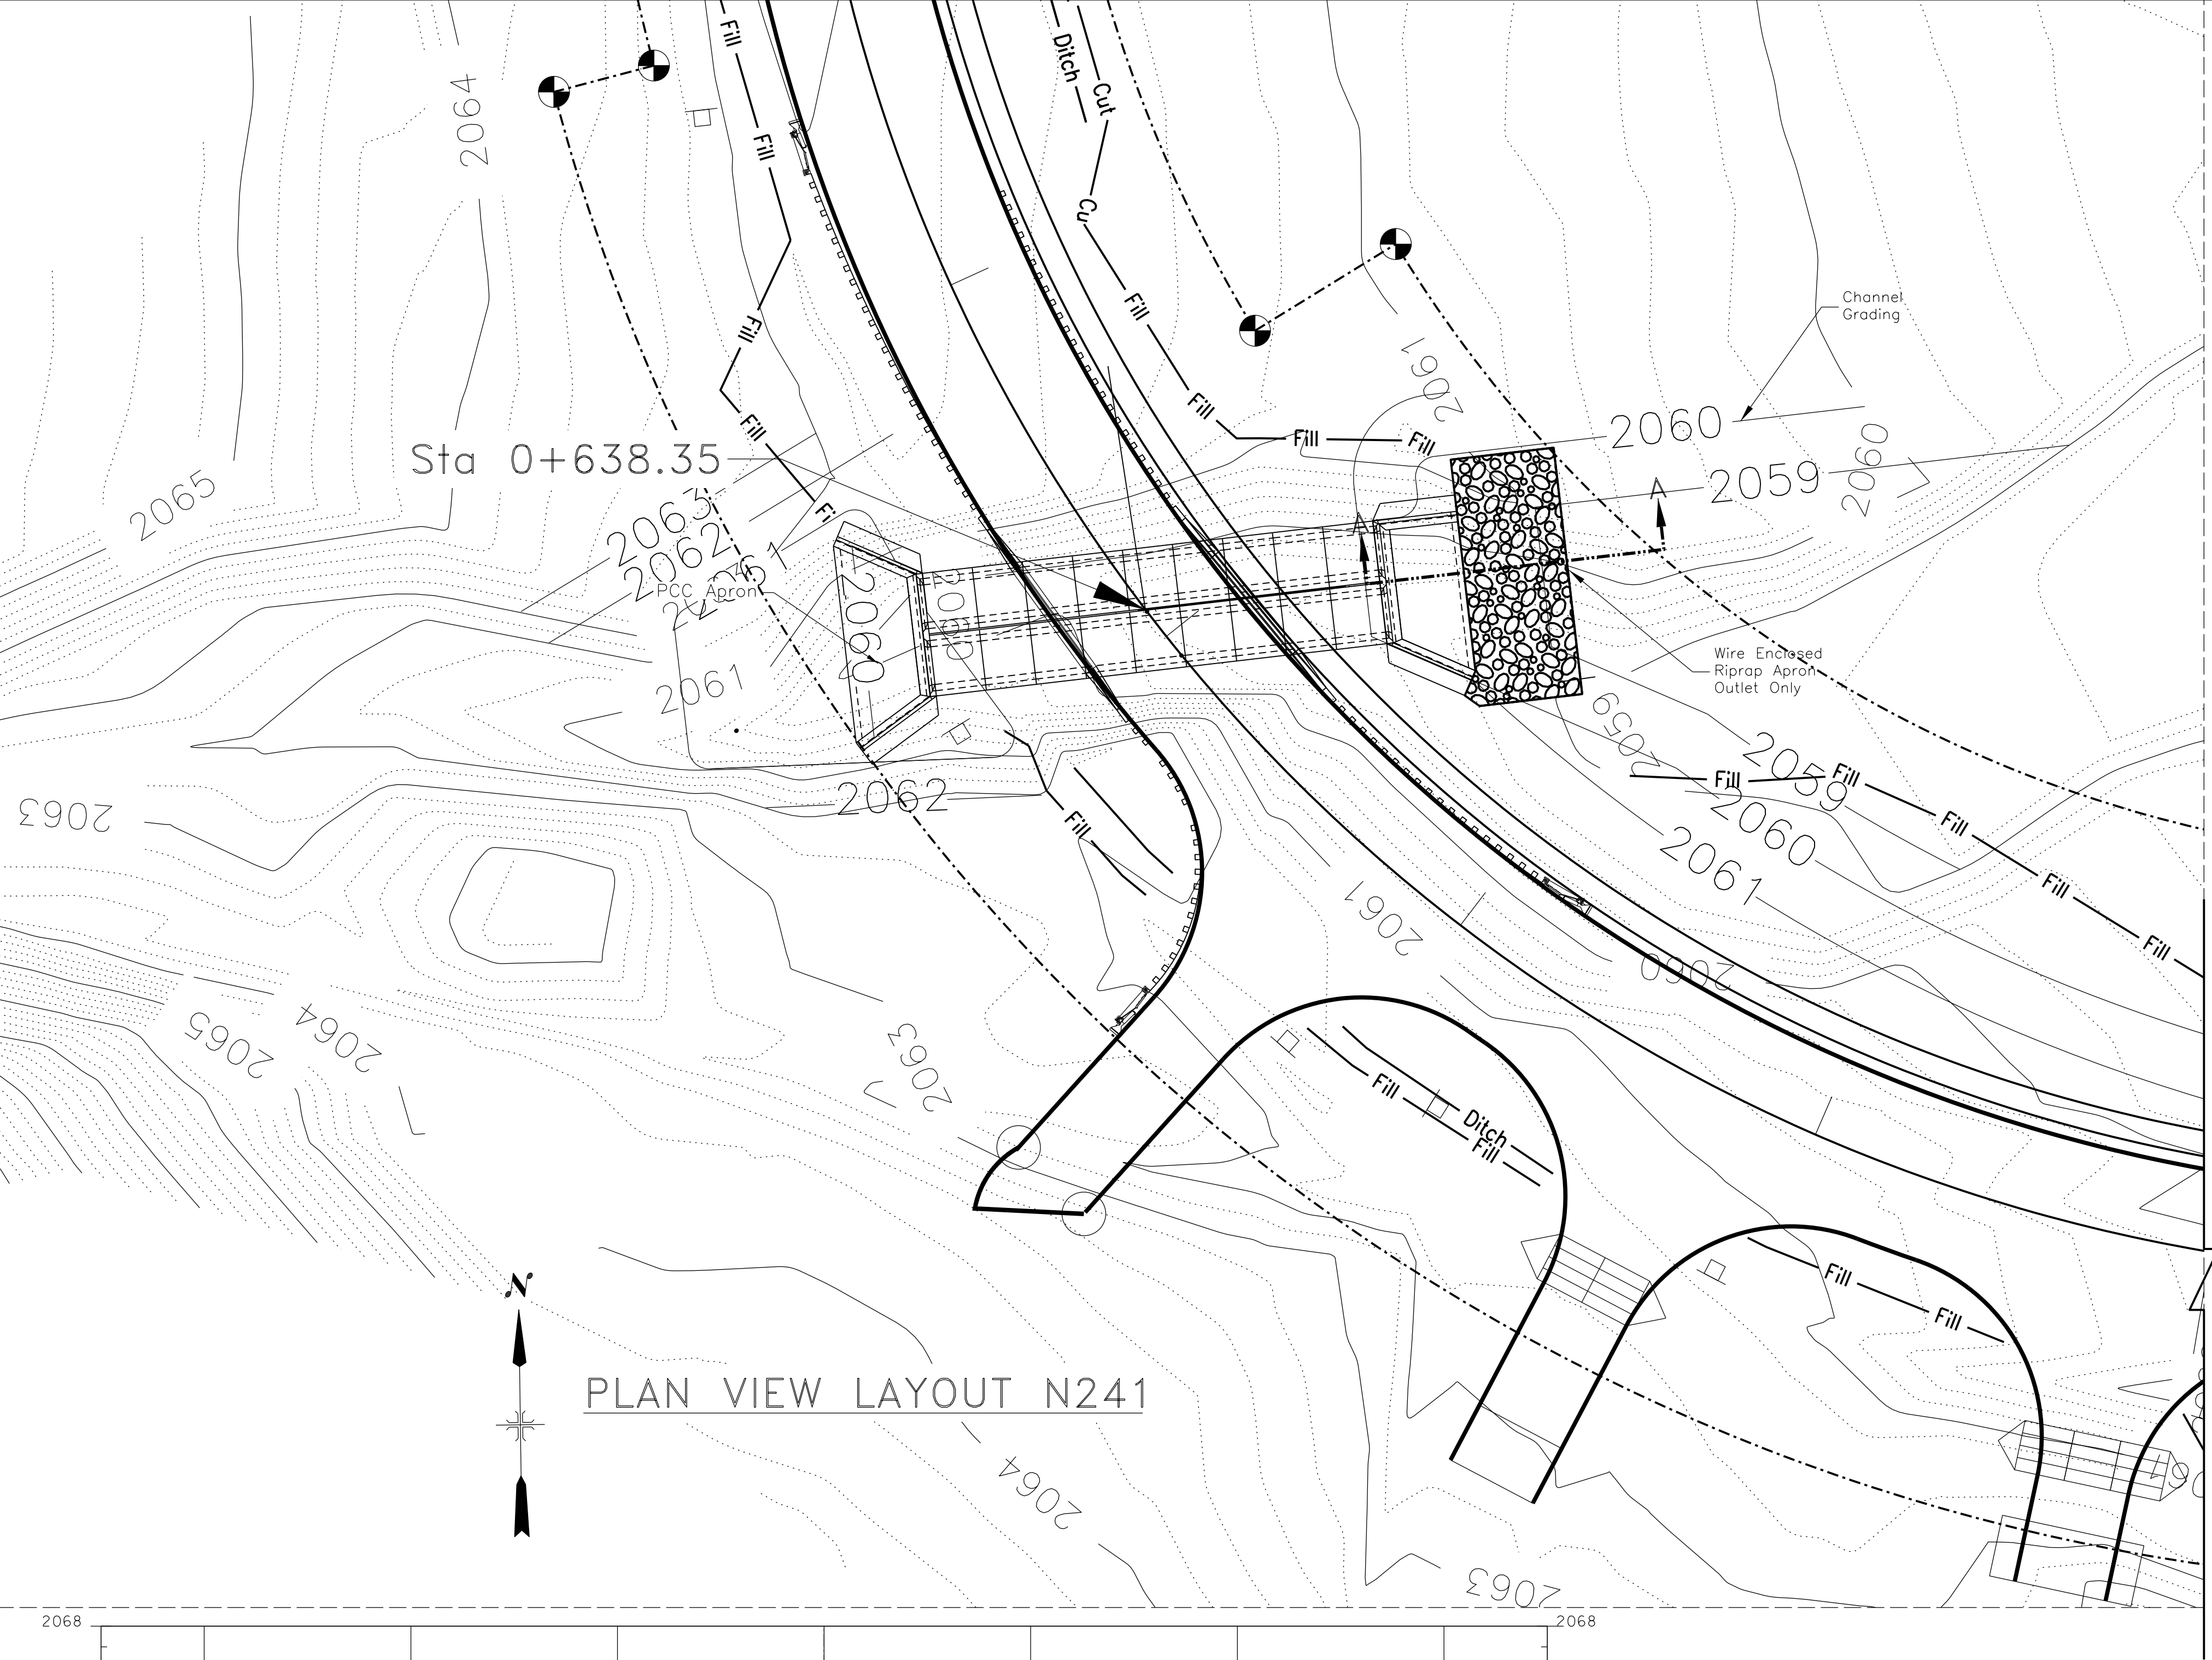 Fill
Ditch
Cut
2064
Fill
Cu
Fill
Fill
Channel
Grading
2061
Fill
Fill
Fill
Fill
2060
Sta 0+638.35
2059
2060
A
2065
2063
2062
2061
Fi
A
PCC Apron
2060
2061
Wire Enclosed
Riprap Apron
Outlet Only
2059
2059
Fill
Fill
2062
2060
Fill
2063
Fill
2061
Fill
2061
Fill
2060
2065
2064
2063
Fill
Ditch
Fill
N
Fill
Fill
PLAN VIEW LAYOUT N241
2064
2063
2068
2068